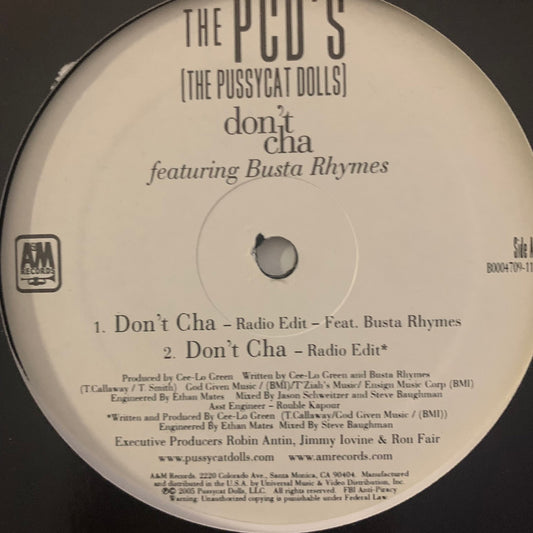 THE PCD'S
(THE PUSSYCAT DOLLS)
don't
cha
featuring Busta Rhymes
A&M
RECORDS
Side A
B0004709-11
1. Don't Cha – Radio Edit – Feat. Busta Rhymes
2. Don't Cha – Radio Edit*
Produced by Cee-Lo Green Written by Cee-Lo Green and Busta Rhymes
(T.Callaway / T. Smith) God Given Music / (BMI)/T'Ziah's Music/ Ensign Music Corp (BMI)
Engineered By Ethan Mates Mixed By Jason Schweitzer and Steve Baughman
Asst Engineer – Rouble Kapoor
*Written and Produced By Cee-Lo Green (T.Callaway/God Given Music / (BMI))
Engineered By Ethan Mates Mixed By Steve Baughman
Executive Producers Robin Antin, Jimmy Iovine & Ron Fair
www.pussycatdolls.com www.amrecords.com
A&M Records. 2220 Colorado Ave., Santa Monica, CA 90404. Manufactured
and distributed in the U.S.A. by Universal Music & Video Distribution, Inc.
℗© 2005 Pussycat Dolls, LLC. All rights reserved. FBI Anti-Piracy
Warning: Unauthorized copying is punishable under Federal Law.